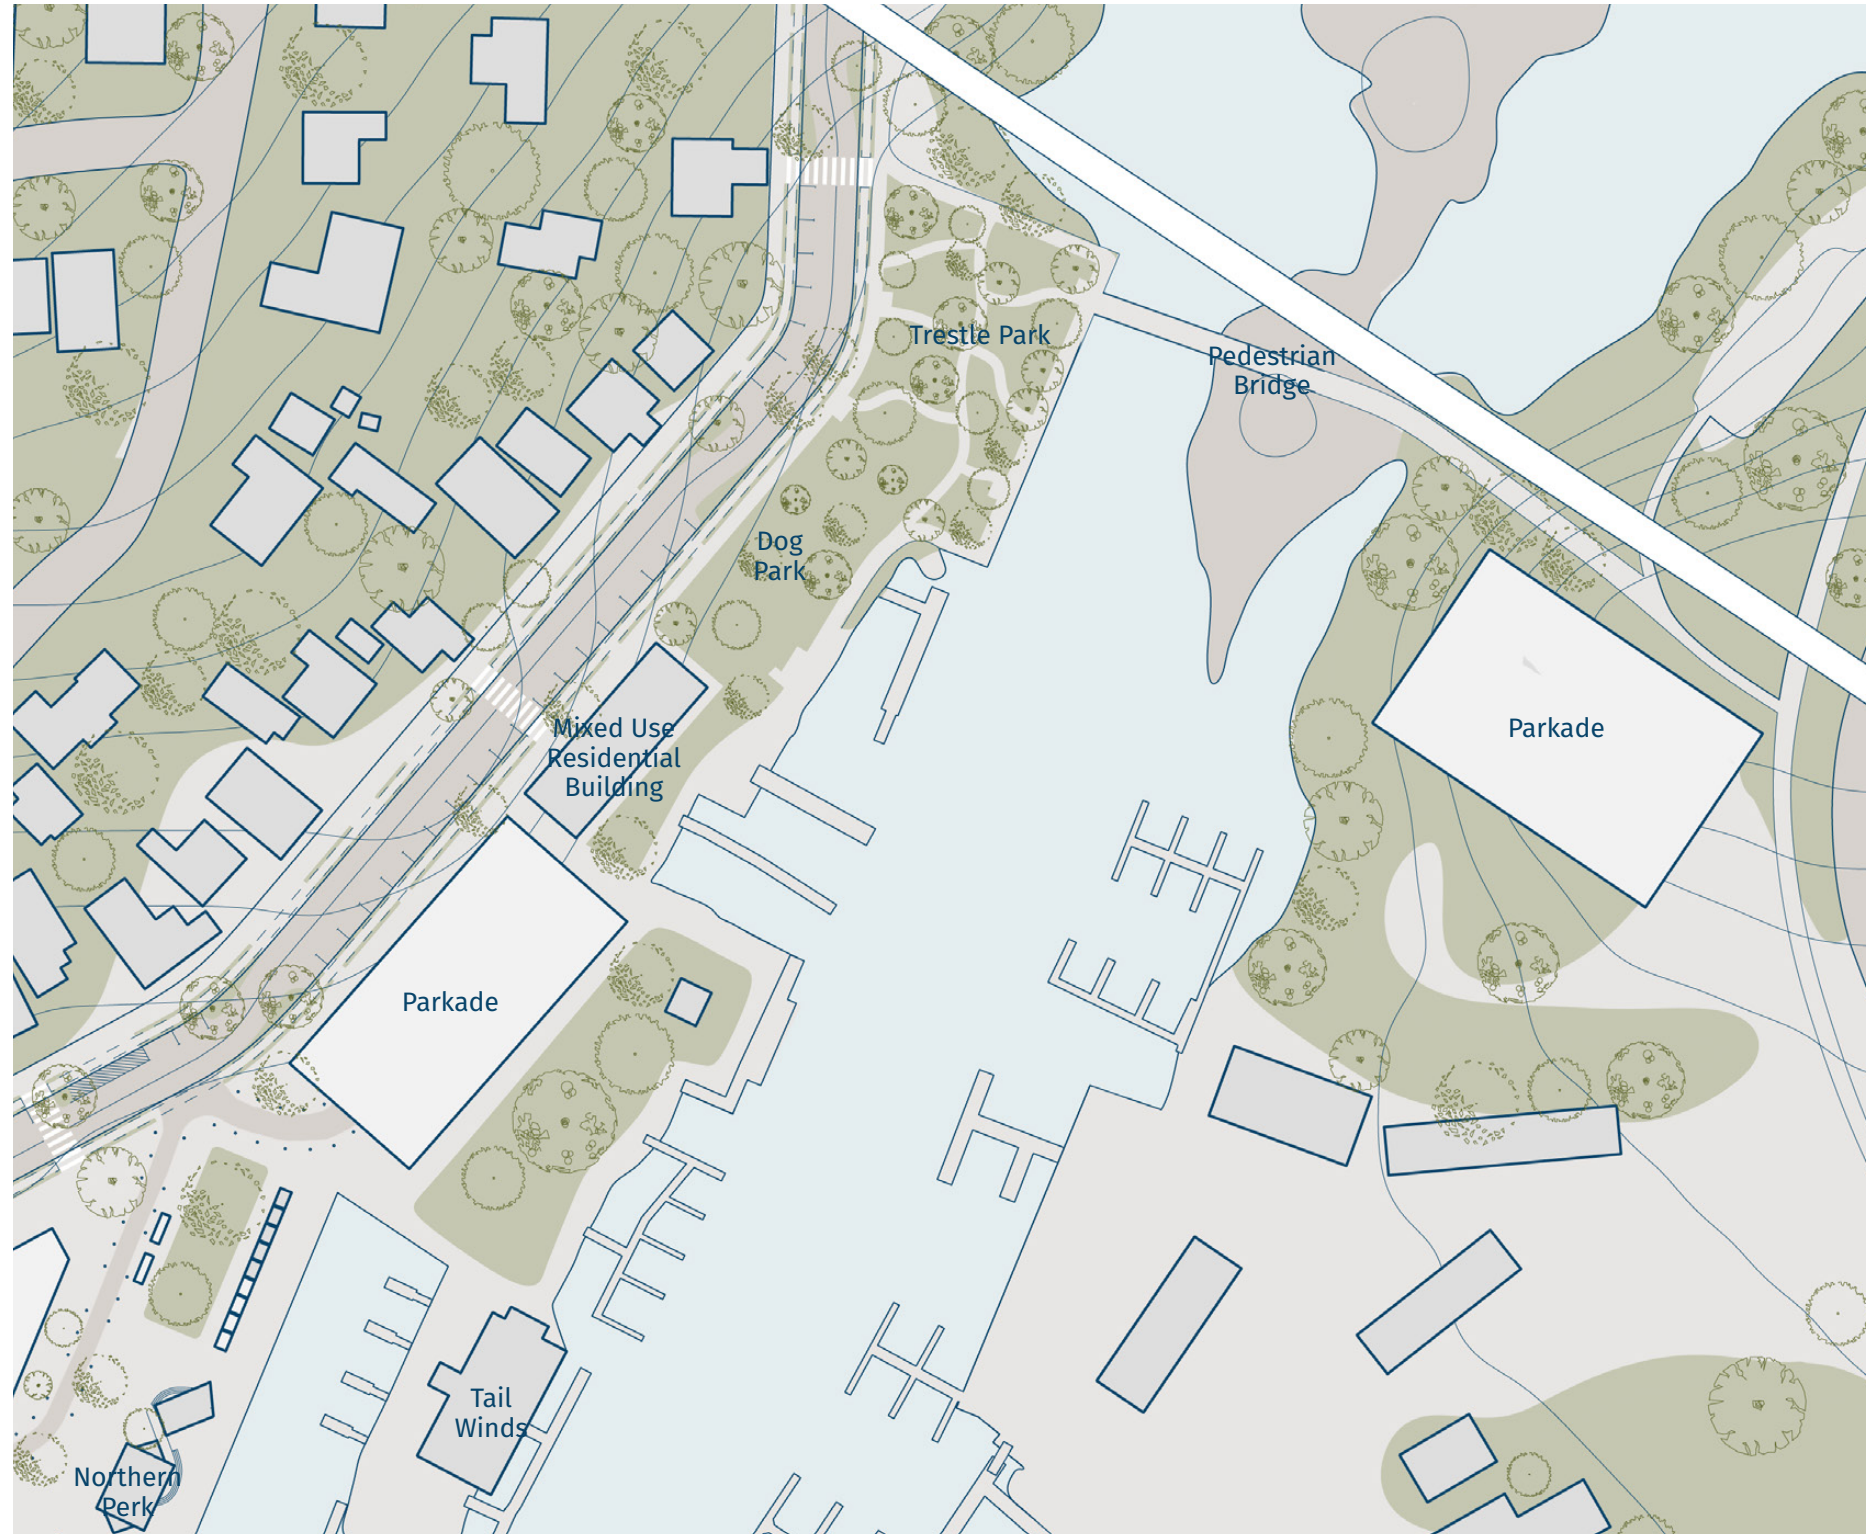 Trestle Park
Pedestrian
Bridge
Dog
Park
Mixed Use
Residential
Building
Parkade
Parkade
Tail
Winds
Northern
Perk